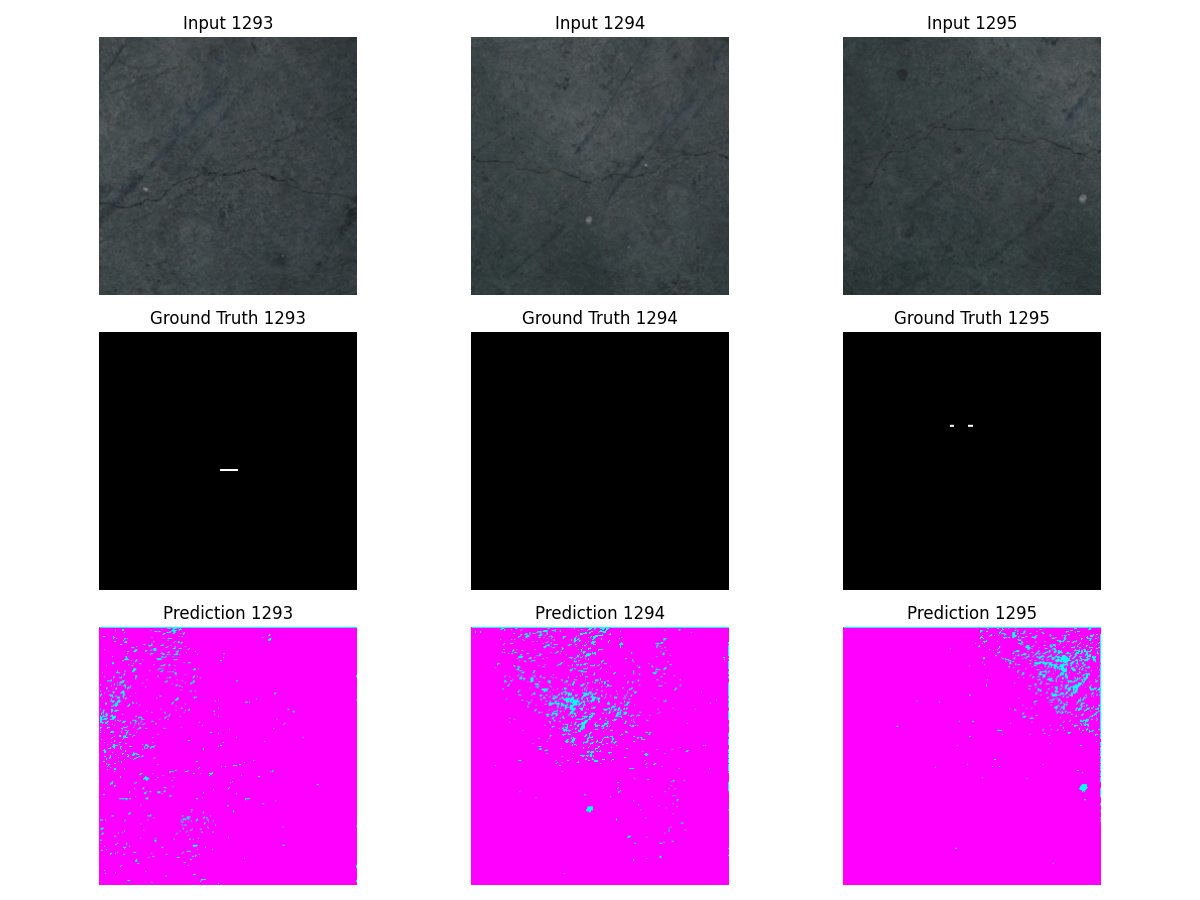 Input 1293
Input 1294
Input 1295
Ground Truth 1293
Ground Truth 1294
Ground Truth 1295
Prediction 1293
Prediction 1294
Prediction 1295